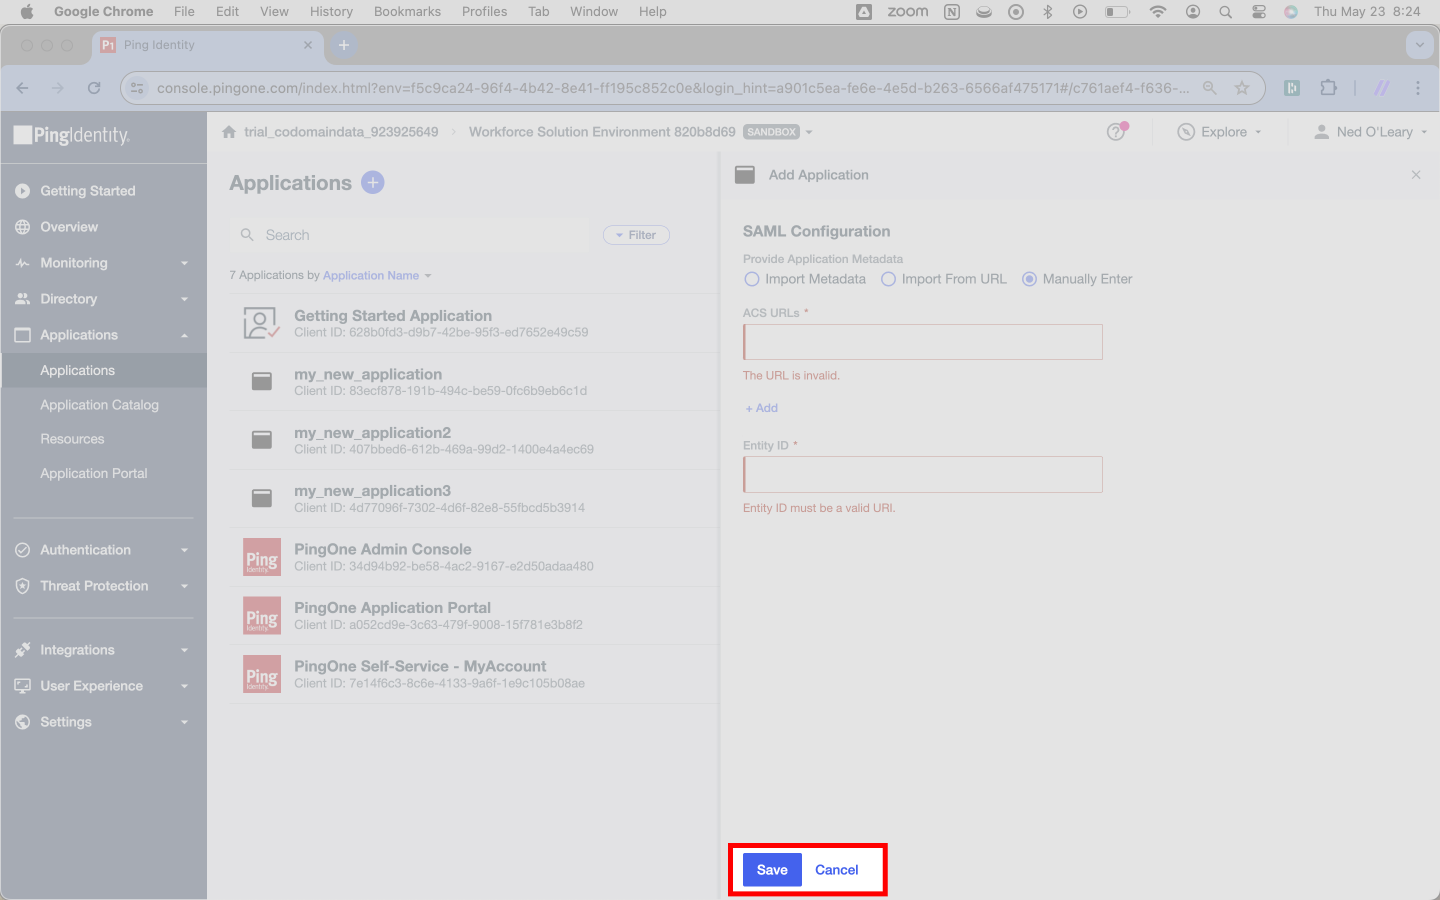 Google Chrome File Edit View History Bookmarks Profiles Tab Window Help zoom Thu May 23 8:24
P1 Ping Identity
console.pingone.com/index.html?env=f5c9ca24-96f4-4b42-8e41-ff195c852c0e&login_hint=a901c5ea-fe6e-4e5d-b263-6566af475171#/c761aef4-f636-...
PingIdentity.
trial_codomaindata_923925649 Workforce Solution Environment 820b8d69 SANDBOX Explore Ned O'Leary
Getting Started
Overview
Monitoring
Directory
Applications
Applications
Application Catalog
Resources
Application Portal
Authentication
Threat Protection
Integrations
User Experience
Settings
Applications
Search Filter
7 Applications by Application Name
Getting Started Application
Client ID: 628b0fd3-d9b7-42be-95f3-ed7652e49c59
my_new_application
Client ID: 83ecf878-191b-494c-be59-0fc6b9eb6c1d
my_new_application2
Client ID: 407bbed6-612b-469a-99d2-1400e4a4ec69
my_new_application3
Client ID: 4d77096f-7302-4d6f-82e8-55fbcd5b3914
Ping Identity
PingOne Admin Console
Client ID: 34d94b92-be58-4ac2-9167-e2d50adaa480
Ping Identity
PingOne Application Portal
Client ID: a052cd9e-3c63-479f-9008-15f781e3b8f2
Ping Identity
PingOne Self-Service - MyAccount
Client ID: 7e14f6c3-8c6e-4133-9a6f-1e9c105b08ae
Add Application
SAML Configuration
Provide Application Metadata
Import Metadata Import From URL Manually Enter
ACS URLs *
The URL is invalid.
+ Add
Entity ID *
Entity ID must be a valid URI.
Save Cancel